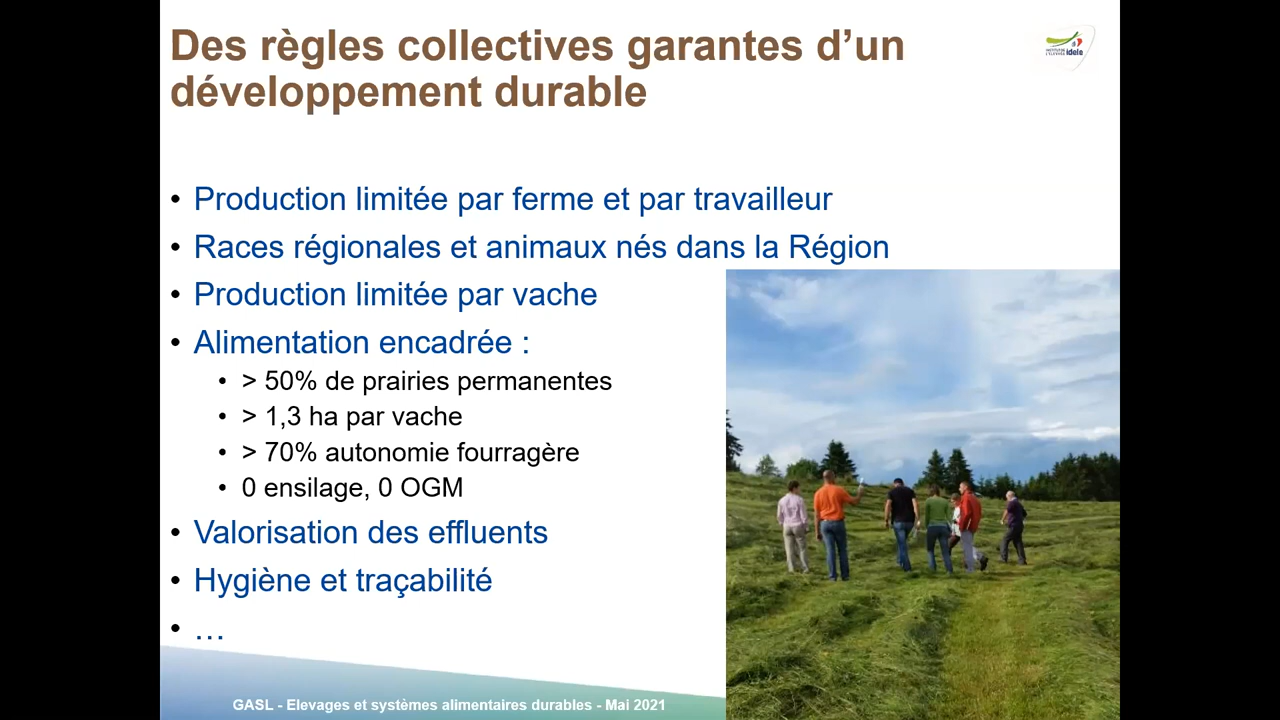 Des règles collectives garantes d’un
développement durable
idele
• Production limitée par ferme et par travailleur
• Races régionales et animaux nés dans la Région
• Production limitée par vache
• Alimentation encadrée :
• > 50% de prairies permanentes
• > 1,3 ha par vache
• > 70% autonomie fourragère
• 0 ensilage, 0 OGM
• Valorisation des effluents
• Hygiène et traçabilité
• …
GASL - Elevages et systèmes alimentaires durables - Mai 2021